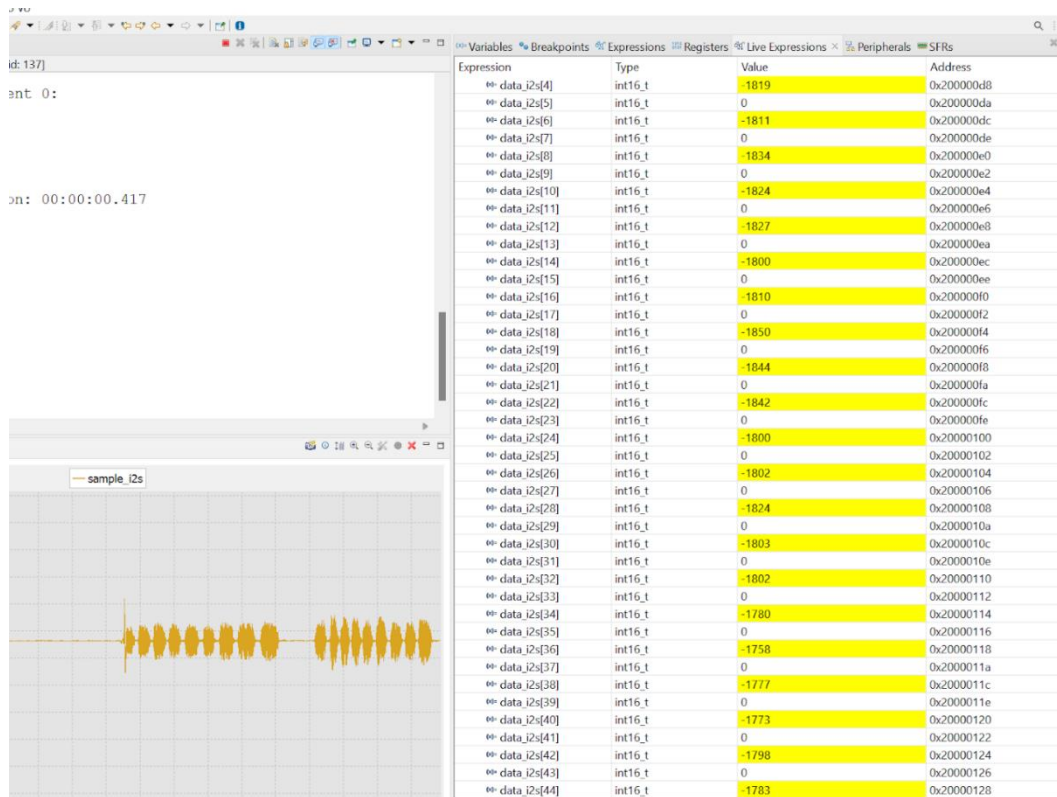 Variables Breakpoints Expressions Registers Live Expressions Peripherals SFRs
id: 137]
ent 0:
on: 00:00:00.417
sample_i2s
Expression Type Value Address
data_i2s[4] int16_t -1819 0x200000d8
data_i2s[5] int16_t 0 0x200000da
data_i2s[6] int16_t -1811 0x200000dc
data_i2s[7] int16_t 0 0x200000de
data_i2s[8] int16_t -1834 0x200000e0
data_i2s[9] int16_t 0 0x200000e2
data_i2s[10] int16_t -1824 0x200000e4
data_i2s[11] int16_t 0 0x200000e6
data_i2s[12] int16_t -1827 0x200000e8
data_i2s[13] int16_t 0 0x200000ea
data_i2s[14] int16_t -1800 0x200000ec
data_i2s[15] int16_t 0 0x200000ee
data_i2s[16] int16_t -1810 0x200000f0
data_i2s[17] int16_t 0 0x200000f2
data_i2s[18] int16_t -1850 0x200000f4
data_i2s[19] int16_t 0 0x200000f6
data_i2s[20] int16_t -1844 0x200000f8
data_i2s[21] int16_t 0 0x200000fa
data_i2s[22] int16_t -1842 0x200000fc
data_i2s[23] int16_t 0 0x200000fe
data_i2s[24] int16_t -1800 0x20000100
data_i2s[25] int16_t 0 0x20000102
data_i2s[26] int16_t -1802 0x20000104
data_i2s[27] int16_t 0 0x20000106
data_i2s[28] int16_t -1824 0x20000108
data_i2s[29] int16_t 0 0x2000010a
data_i2s[30] int16_t -1803 0x2000010c
data_i2s[31] int16_t 0 0x2000010e
data_i2s[32] int16_t -1802 0x20000110
data_i2s[33] int16_t 0 0x20000112
data_i2s[34] int16_t -1780 0x20000114
data_i2s[35] int16_t 0 0x20000116
data_i2s[36] int16_t -1758 0x20000118
data_i2s[37] int16_t 0 0x2000011a
data_i2s[38] int16_t -1777 0x2000011c
data_i2s[39] int16_t 0 0x2000011e
data_i2s[40] int16_t -1773 0x20000120
data_i2s[41] int16_t 0 0x20000122
data_i2s[42] int16_t -1798 0x20000124
data_i2s[43] int16_t 0 0x20000126
data_i2s[44] int16_t -1783 0x20000128